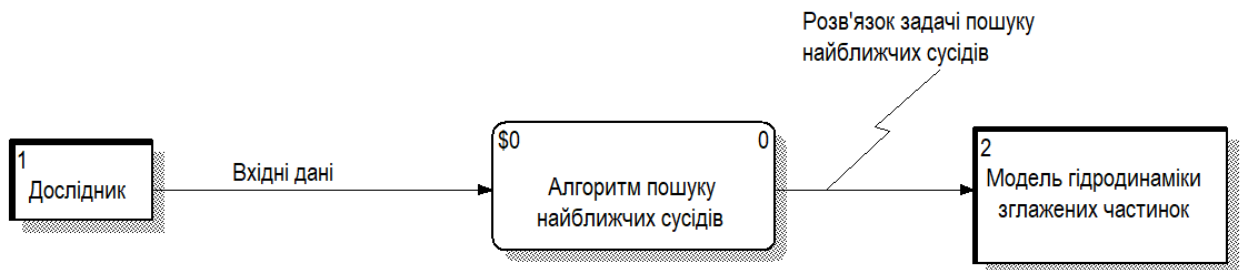 Розв'язок задачі пошуку
найближчих сусідів
1
Дослідник
Вхідні дані
$0 0
Алгоритм пошуку
найближчих сусідів
2
Модель гідродинаміки
зглажених частинок